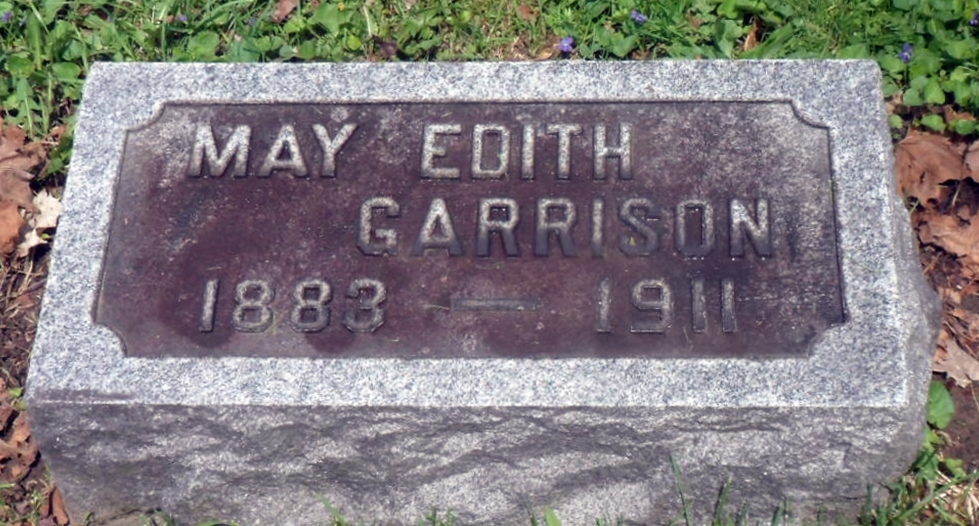 MAY EDITH
GARRISON
1883 — 1911